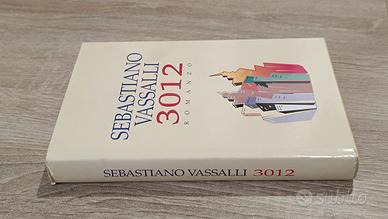 SEBASTIANO
VASSALLI
3012
ROMANZO
SEBASTIANO VASSALLI 3012
subito